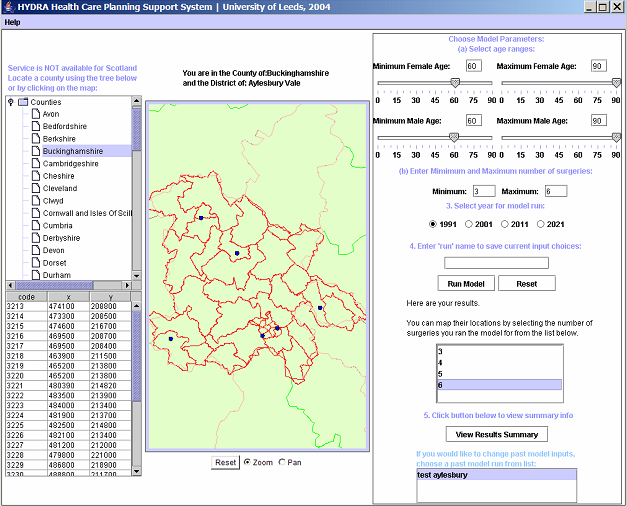 HYDRA Health Care Planning Support System | University of Leeds, 2004
Help
Service is NOT available for Scotland
Locate a county using the tree below
or by clicking on the map:
Counties
Avon
Bedfordshire
Berkshire
Buckinghamshire
Cambridgeshire
Cheshire
Cleveland
Clwyd
Cornwall and Isles Of Scill
Cumbria
Derbyshire
Devon
Dorset
Essex
Durham
code x y
3213 474100 208800
3214 473300 208500
3215 474600 216700
3216 469500 208700
3217 469500 208400
3218 463900 211500
3219 465200 213800
3220 465200 213800
3221 480390 214820
3222 483500 213900
3223 484000 213400
3224 481900 213700
3225 482500 214800
3226 482100 213400
3227 481200 212000
3228 479800 221000
3229 486800 218900
3230 488800 211700
You are in the County of:Buckinghamshire
and the District of: Aylesbury Vale
Reset Zoom Pan
Choose Model Parameters:
(a) Select age ranges:
Minimum Female Age: 60 Maximum Female Age: 90
0 15 30 45 60 75 90 0 15 30 45 60 75 90
Minimum Male Age: 60 Maximum Male Age: 90
0 15 30 45 60 75 90 0 15 30 45 60 75 90
(b) Enter Mimimum and Maximum number of surgeries:
Minimum: 3 Maximum: 6
3. Select year for model run:
1991 2001 2011 2021
4. Enter 'run' name to save current input choices:
Run Model Reset
Here are your results.
You can map their locations by selecting the number of
surgeries you ran the model for from the list below.
3
4
5
6
5. Click button below to view summary info
View Results Summary
If you would like to change past model inputs,
choose a past model run from list:
test aylesbury